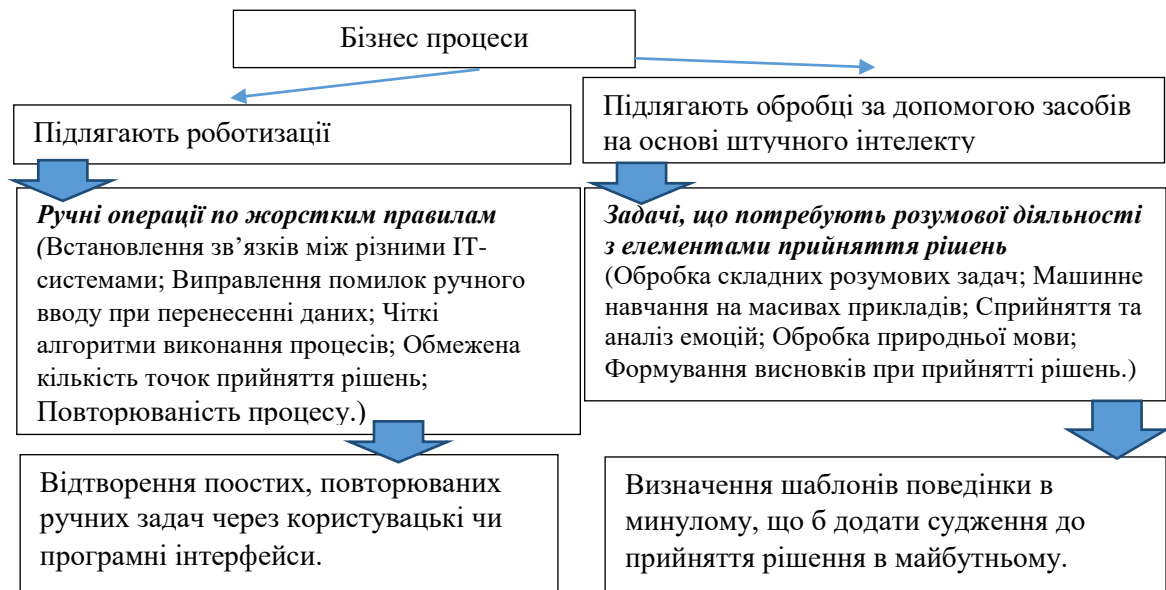 Бізнес процеси
Підлягають роботизації
Підлягають обробці за допомогою засобів
на основі штучного інтелекту
Ручні операції по жорстким правилам
(Встановлення зв’язків між різними ІТ-
системами; Виправлення помилок ручного
вводу при перенесенні даних; Чіткі
алгоритми виконання процесів; Обмежена
кількість точок прийняття рішень;
Повторюваність процесу.)
Задачі, що потребують розумової діяльності
з елементами прийняття рішень
(Обробка складних розумових задач; Машинне
навчання на масивах прикладів; Сприйняття та
аналіз емоцій; Обробка природньої мови;
Формування висновків при прийнятті рішень.)
Відтворення поостих, повторюваних
ручних задач через користувацькі чи
програмні інтерфейси.
Визначення шаблонів поведінки в
минулому, що б додати судження до
прийняття рішення в майбутньому.